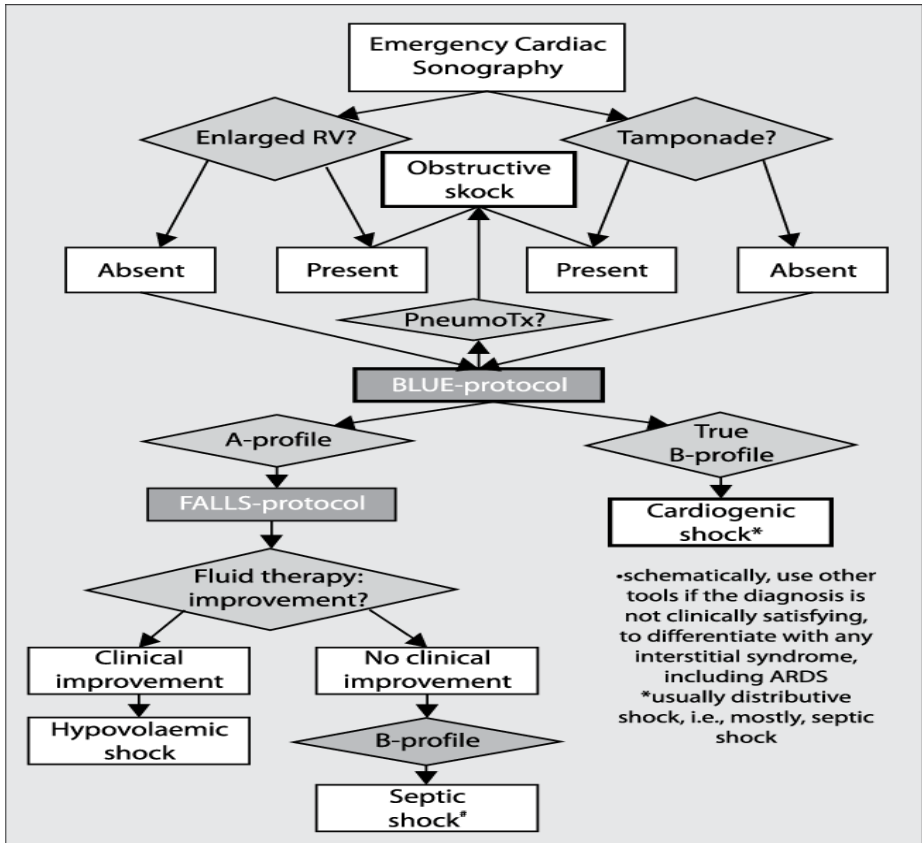 Emergency Cardiac
Sonography
Enlarged RV?
Tamponade?
Obstructive
skock
Absent
Present
Present
Absent
PneumoTx?
BLUE-protocol
A-profile
True
B-profile
FALLS-protocol
Cardiogenic
shock*
Fluid therapy:
improvement?
Clinical
improvement
No clinical
improvement
Hypovolaemic
shock
B-profile
Septic
shock#
•schematically, use other
tools if the diagnosis is
not clinically satisfying,
to differentiate with any
interstitial syndrome,
including ARDS
*usually distributive
shock, i.e., mostly, septic
shock